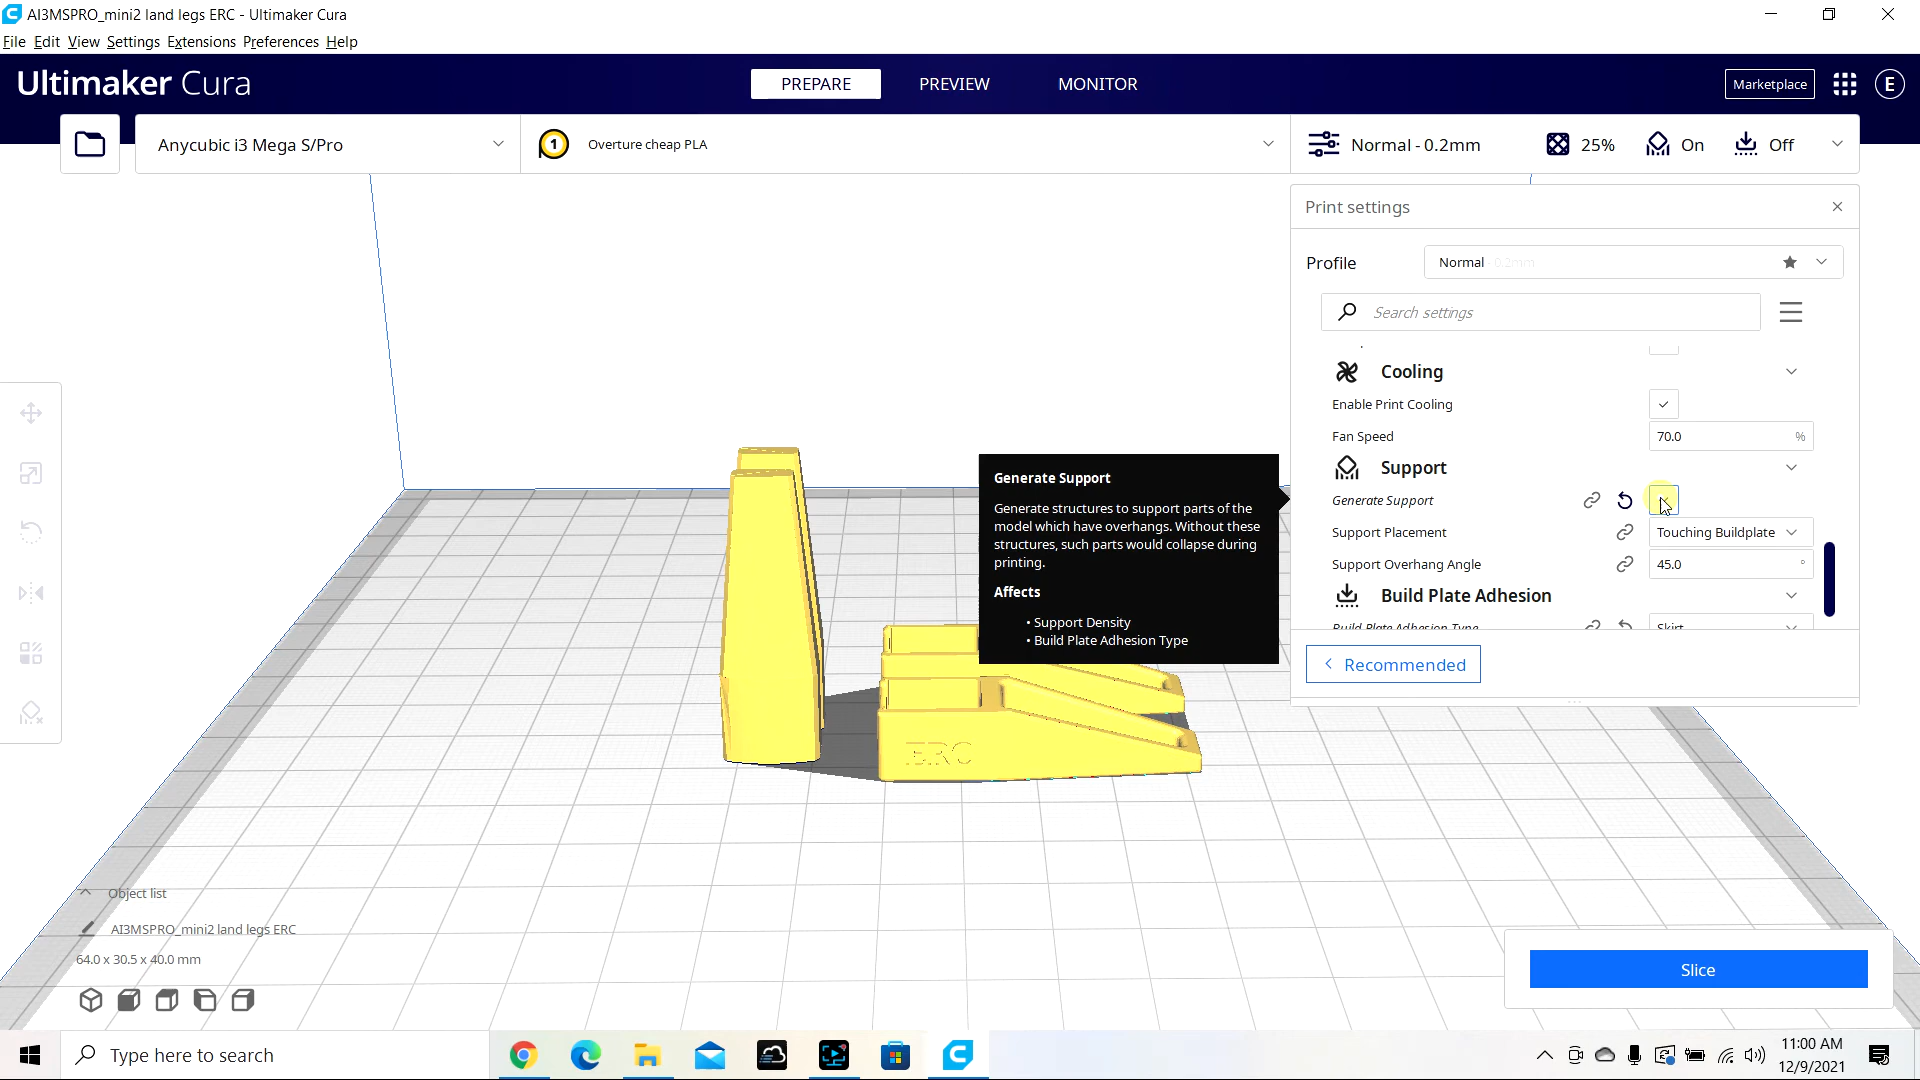 AI3MSPRO_mini2 land legs ERC - Ultimaker Cura
File Edit View Settings Extensions Preferences Help
Ultimaker Cura
PREPARE
PREVIEW
MONITOR
Marketplace
E
Anycubic i3 Mega S/Pro
1
Overture cheap PLA
Normal - 0.2mm
25%
On
Off
Print settings
Profile
Normal - 0.2mm
Search settings
Cooling
Enable Print Cooling
Fan Speed
70.0 %
Support
Generate Support
Support Placement
Touching Buildplate
Support Overhang Angle
45.0 °
Build Plate Adhesion
Build Plate Adhesion Type
Skirt
Recommended
Generate Support
Generate structures to support parts of the
model which have overhangs. Without these
structures, such parts would collapse during
printing.
Affects
• Support Density
• Build Plate Adhesion Type
ERC
Object list
AI3MSPRO_mini2 land legs ERC
64.0 x 30.5 x 40.0 mm
Slice
Type here to search
11:00 AM
12/9/2021